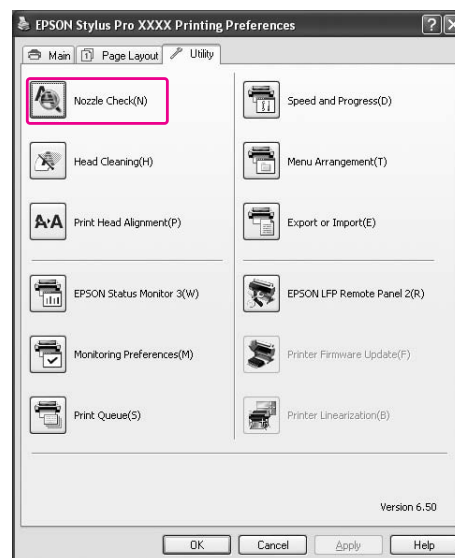 EPSON Stylus Pro XXXX Printing Preferences
Main
Page Layout
Utility
Nozzle Check(N)
Speed and Progress(D)
Head Cleaning(H)
Menu Arrangement(T)
Print Head Alignment(P)
Export or Import(E)
EPSON Status Monitor 3(W)
EPSON LFP Remote Panel 2(R)
Monitoring Preferences(M)
Printer Firmware Update(F)
Print Queue(S)
Printer Linearization(B)
Version 6.50
OK
Cancel
Apply
Help